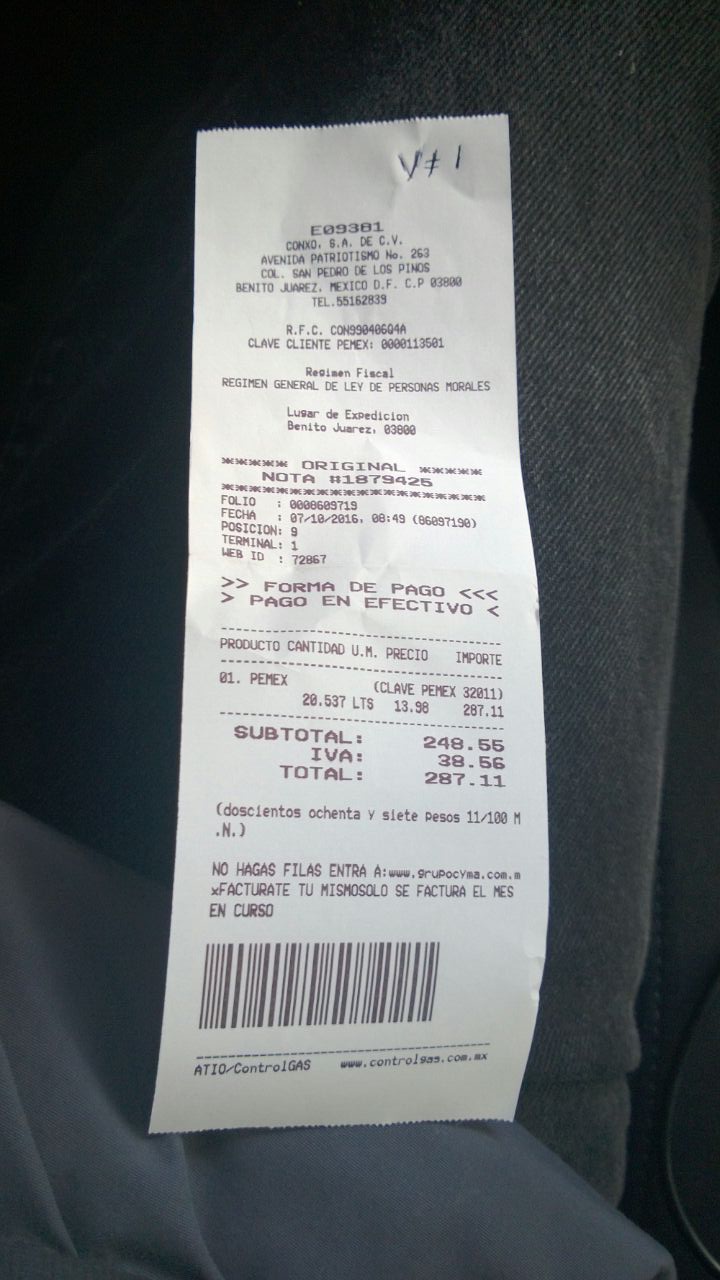 V# 1
E09381
CONXO, S.A. DE C.V.
AVENIDA PATRIOTISMO No. 263
COL. SAN PEDRO DE LOS PINOS
BENITO JUAREZ, MEXICO D.F. C.P 03800
TEL.55162839
R.F.C. CON990406Q4A
CLAVE CLIENTE PEMEX: 0000113501
Regimen Fiscal
REGIMEN GENERAL DE LEY DE PERSONAS MORALES
Lugar de Expedicion
Benito Juarez, 03800
****** ORIGINAL ******
NOTA #1879425
************************
FOLIO : 0008609719
FECHA : 07/10/2016, 08:49 (86097190)
POSICION: 9
TERMINAL: 1
WEB ID : 72867
>> FORMA DE PAGO <<<
> PAGO EN EFECTIVO <
PRODUCTO CANTIDAD U.M. PRECIO IMPORTE
01. PEMEX (CLAVE PEMEX 32011)
20.537 LTS 13.98 287.11
SUBTOTAL: 248.55
IVA: 38.56
TOTAL: 287.11
(doscientos ochenta y siete pesos 11/100 M
.N.)
NO HAGAS FILAS ENTRA A:www.grupocyma.com.m
xFACTURATE TU MISMOSOLO SE FACTURA EL MES
EN CURSO
ATIO/ControlGAS www.controlgas.com.mx